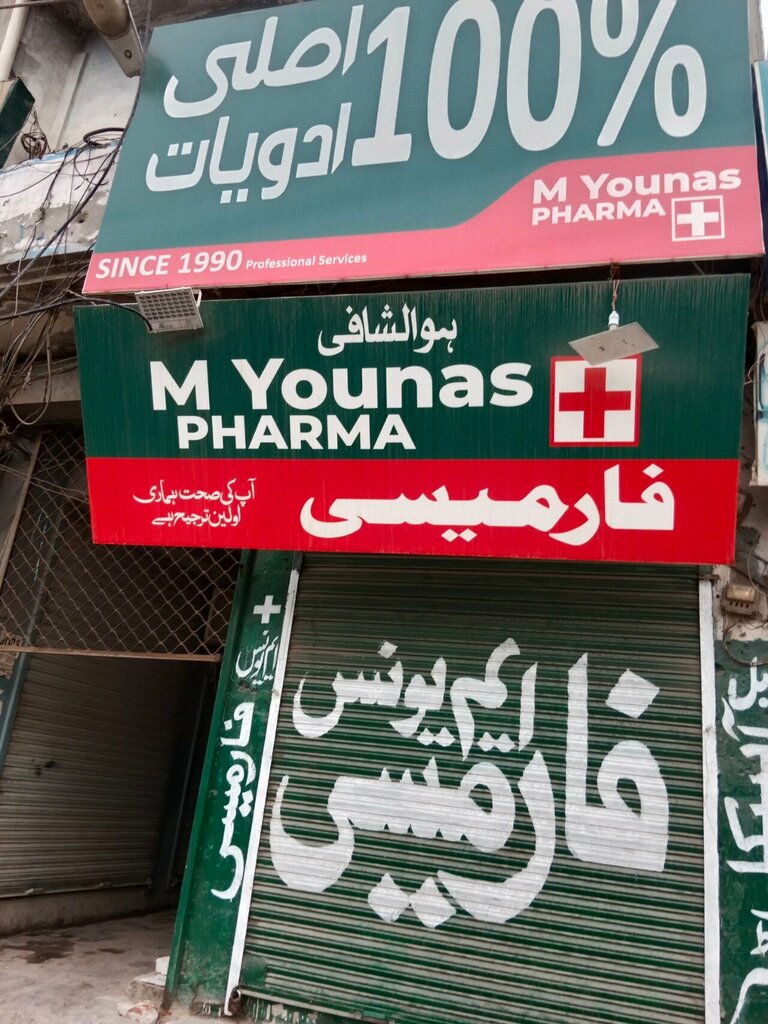 100% اصلی
ادویات
M Younas
PHARMA
SINCE 1990 Professional Services
ہوالشافی
M Younas
PHARMA
آپ کی صحت ہماری
اولین ترجیح ہے
فارمیسی
ایم یونس
فارمیسی
ایم یونس
فارمیسی